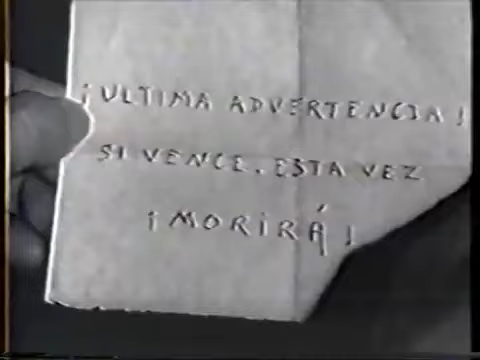 ¡ULTIMA ADVERTENCIA!
SI VENCE. ESTA VEZ
¡MORIRÁ!